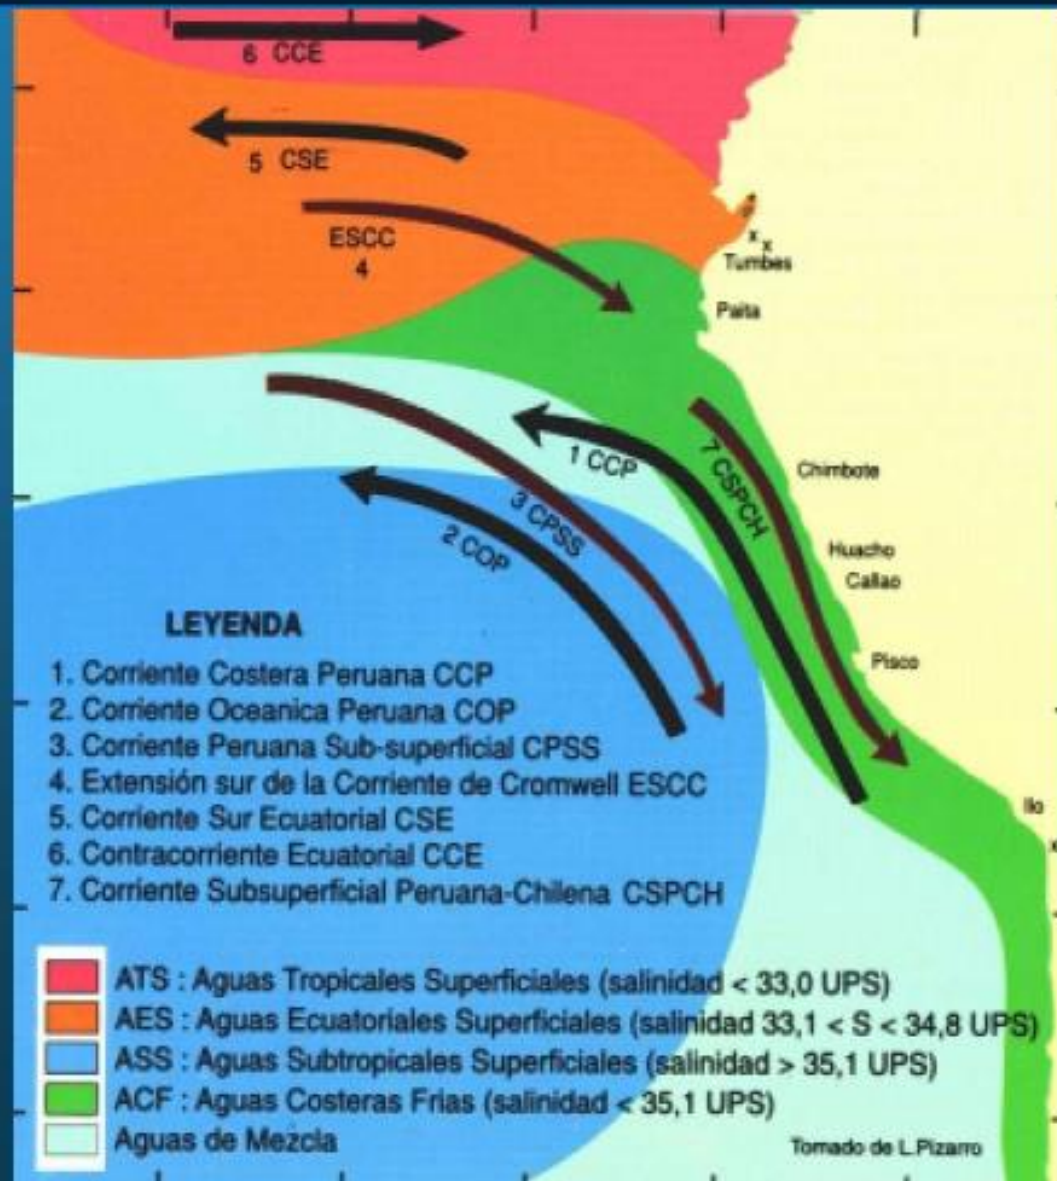 6 CCE
5 CSE
ESCC
4
Tumbes
Paita
1 CCP
7 CSPCH
Chimbote
3 CPSS
2 COP
Huacho
Callao
Pisco
Ilo
LEYENDA
1. Corriente Costera Peruana CCP
2. Corriente Oceanica Peruana COP
3. Corriente Peruana Sub-superficial CPSS
4. Extensión sur de la Corriente de Cromwell ESCC
5. Corriente Sur Ecuatorial CSE
6. Contracorriente Ecuatorial CCE
7. Corriente Subsuperficial Peruana-Chilena CSPCH
ATS : Aguas Tropicales Superficiales (salinidad < 33,0 UPS)
AES : Aguas Ecuatoriales Superficiales (salinidad 33,1 < S < 34,8 UPS)
ASS : Aguas Subtropicales Superficiales (salinidad > 35,1 UPS)
ACF : Aguas Costeras Frias (salinidad < 35,1 UPS)
Aguas de Mezcla
Tomado de L.Pizarro